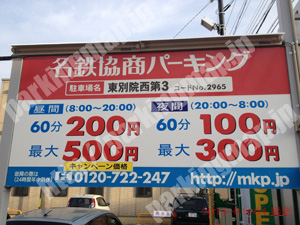 名鉄協商パーキング
駐車場名 東別院西第3 コードNo.2965
昼間 (8:00~20:00)
60分 200円
最大 500円
キャンペーン価格
夜間 (20:00~8:00)
60分 100円
最大 300円
0120-722-247
http://mkp.jp/